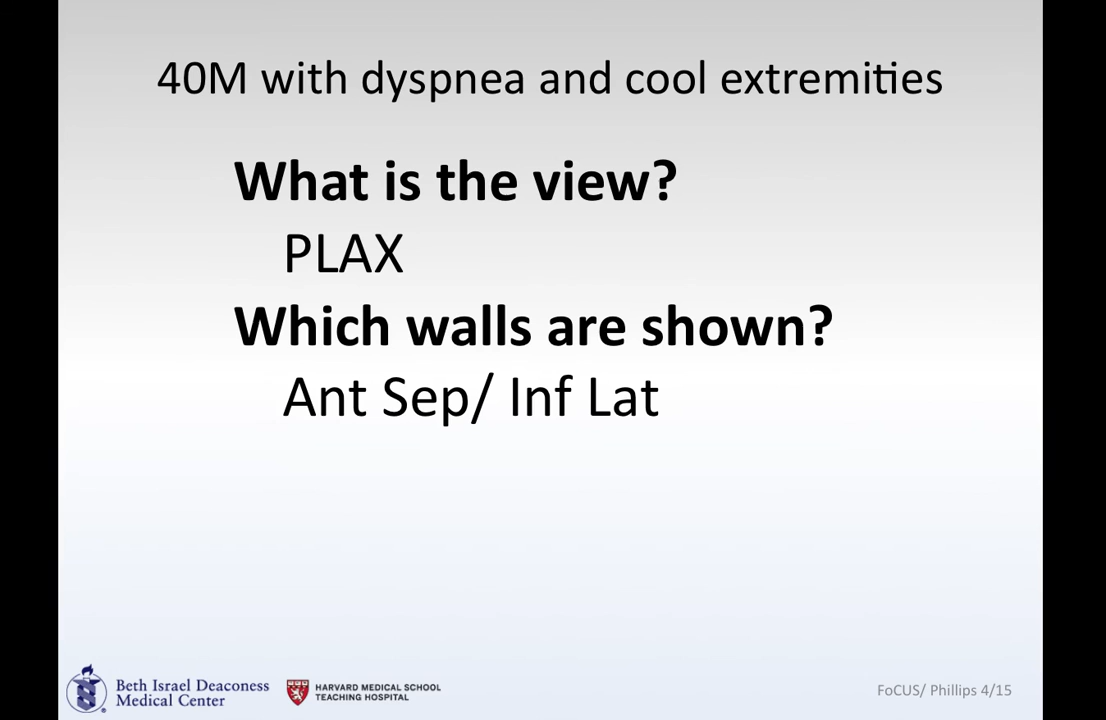 40M with dyspnea and cool extremities
What is the view?
PLAX
Which walls are shown?
Ant Sep/ Inf Lat
Beth Israel Deaconess
Medical Center
HARVARD MEDICAL SCHOOL
TEACHING HOSPITAL
FoCUS/ Phillips 4/15